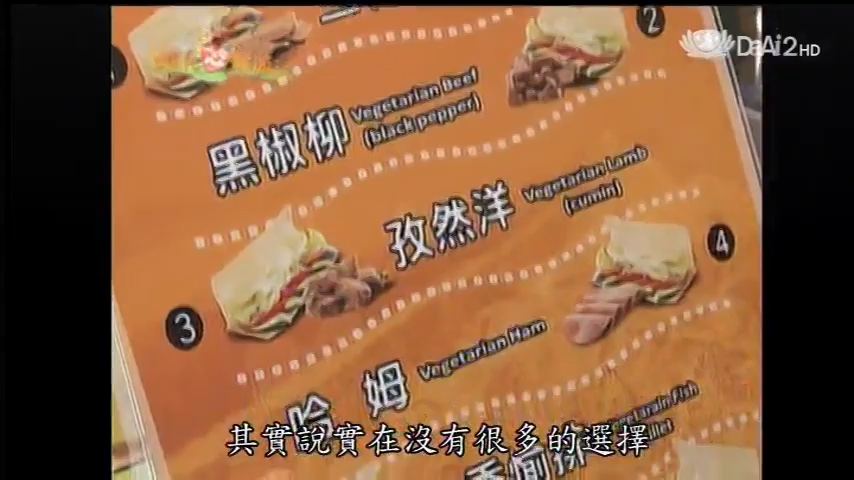 2
DaAi2HD
黑椒柳 Vegetarian Beef
(black pepper)
孜然洋 Vegetarian Lamb
(cumin)
3
4
哈姆 Vegetarian Ham
其實說實在沒有很多的選擇